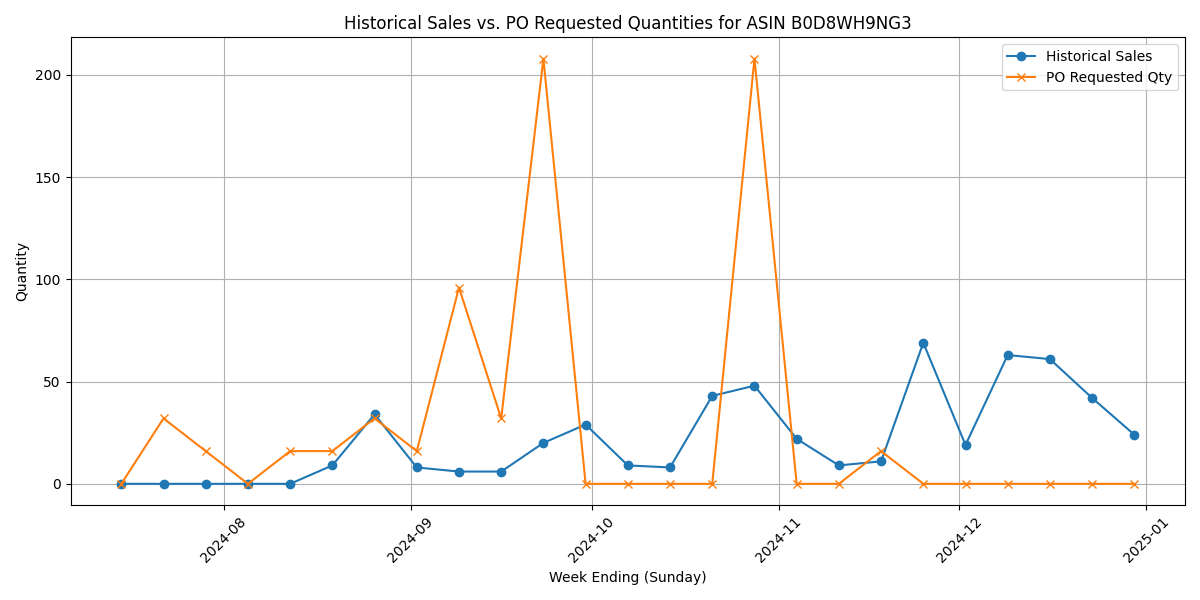 Historical Sales vs. PO Requested Quantities for ASIN B0D8WH9NG3
Historical Sales
PO Requested Qty
200
150
100
50
0
Quantity
2024-08
2024-09
2024-10
2024-11
2024-12
2025-01
Week Ending (Sunday)